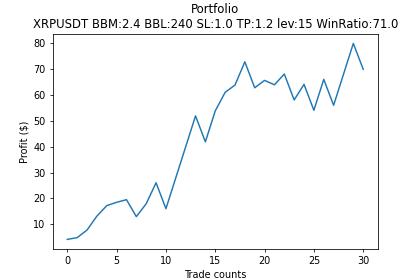 Portfolio
XRPUSDT BBM:2.4 BBL:240 SL:1.0 TP:1.2 lev:15 WinRatio:71.0
80
70
60
50
40
30
20
10
Profit ($)
0 5 10 15 20 25 30
Trade counts